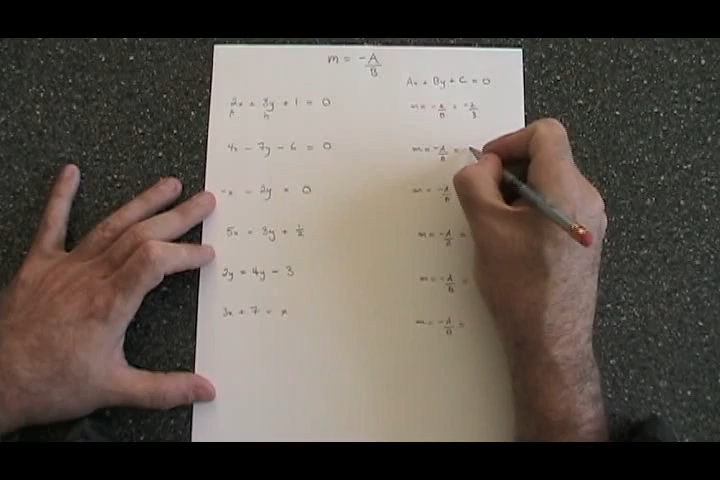 m = -A/B
Ax + By + C = 0
2x + 3y + 1 = 0
A B
m = -A/B = -2/3
4x - 7y - 6 = 0
m = -A/B = -
-x - 2y = 0
m = -A/B
5x = 3y + 1/2
m = -A/B =
2y = 4y - 3
m = -A/B =
3x + 7 = x
m = -A/B =